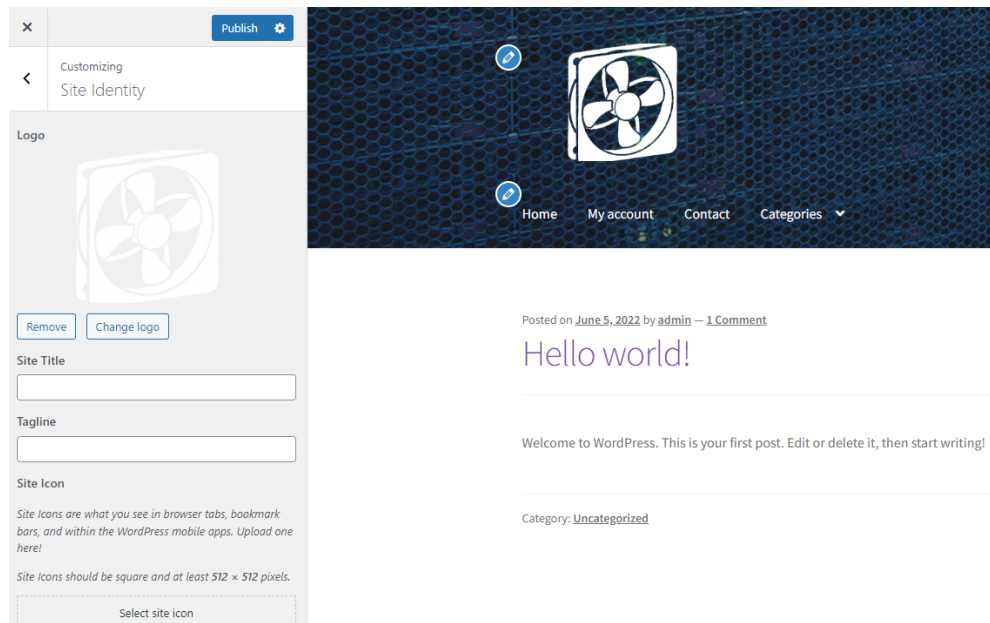 Publish
Customizing
Site Identity
Logo
Remove
Change logo
Site Title
Tagline
Site Icon
Site Icons are what you see in browser tabs, bookmark
bars, and within the WordPress mobile apps. Upload one
here!
Site Icons should be square and at least 512 × 512 pixels.
Select site icon
Home
My account
Contact
Categories
Posted on June 5, 2022 by admin — 1 Comment
Hello world!
Welcome to WordPress. This is your first post. Edit or delete it, then start writing!
Category: Uncategorized